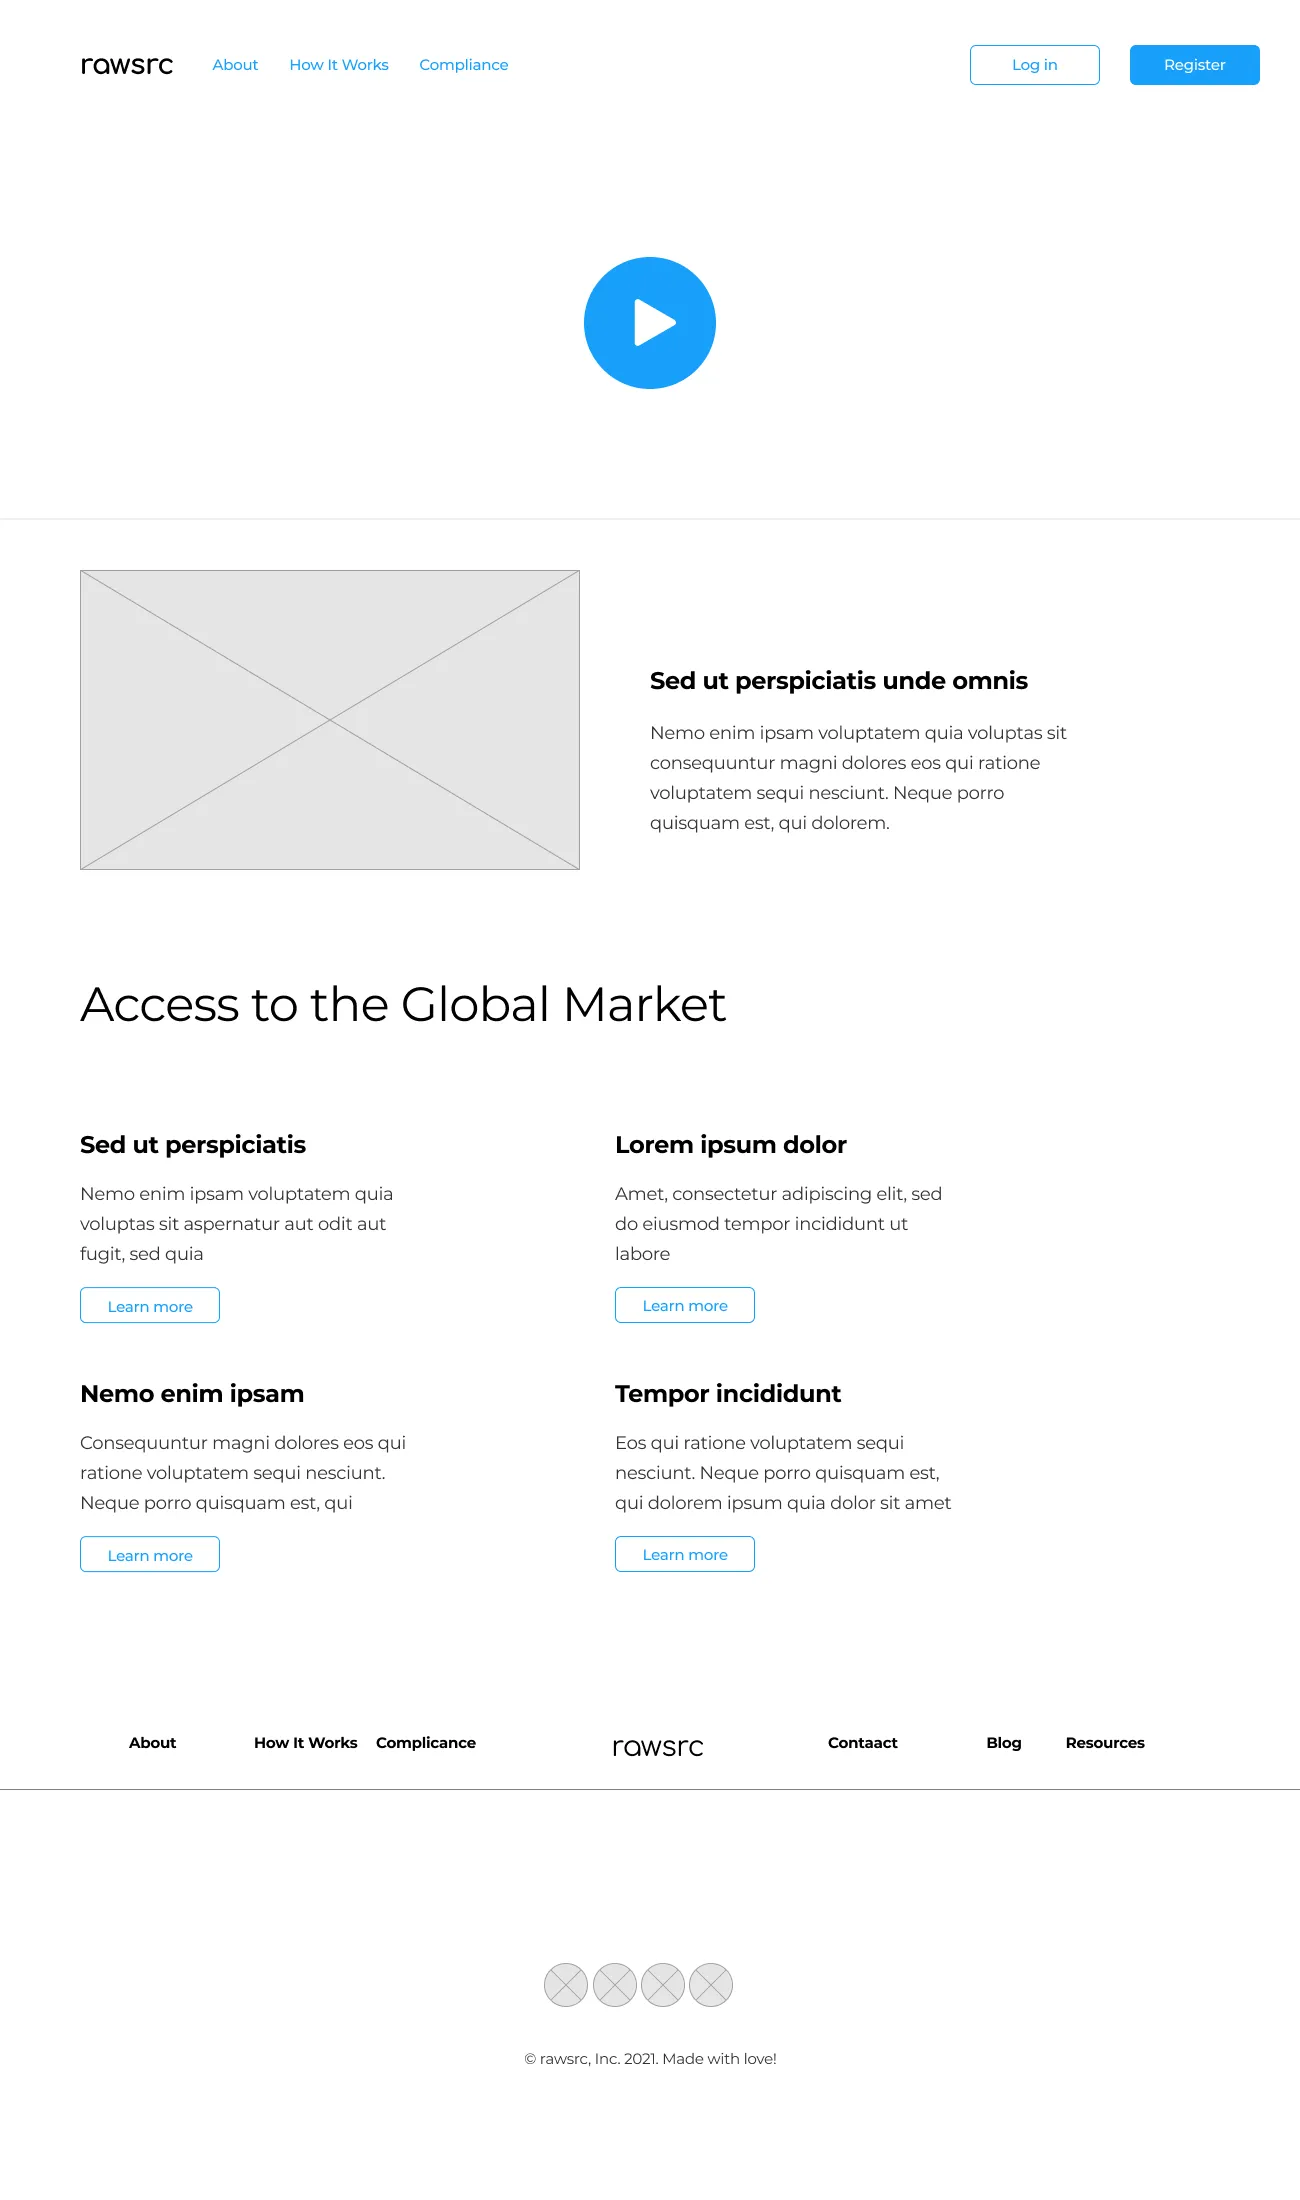 rawsrc About How It Works Compliance Log in Register
Sed ut perspiciatis unde omnis
Nemo enim ipsam voluptatem quia voluptas sit
consequuntur magni dolores eos qui ratione
voluptatem sequi nesciunt. Neque porro
quisquam est, qui dolorem.
Access to the Global Market
Sed ut perspiciatis
Nemo enim ipsam voluptatem quia
voluptas sit aspernatur aut odit aut
fugit, sed quia
Learn more
Lorem ipsum dolor
Amet, consectetur adipiscing elit, sed
do eiusmod tempor incididunt ut
labore
Learn more
Nemo enim ipsam
Consequuntur magni dolores eos qui
ratione voluptatem sequi nesciunt.
Neque porro quisquam est, qui
Learn more
Tempor incididunt
Eos qui ratione voluptatem sequi
nesciunt. Neque porro quisquam est,
qui dolorem ipsum quia dolor sit amet
Learn more
About How It Works Complicance rawsrc Contaact Blog Resources
© rawsrc, Inc. 2021. Made with love!